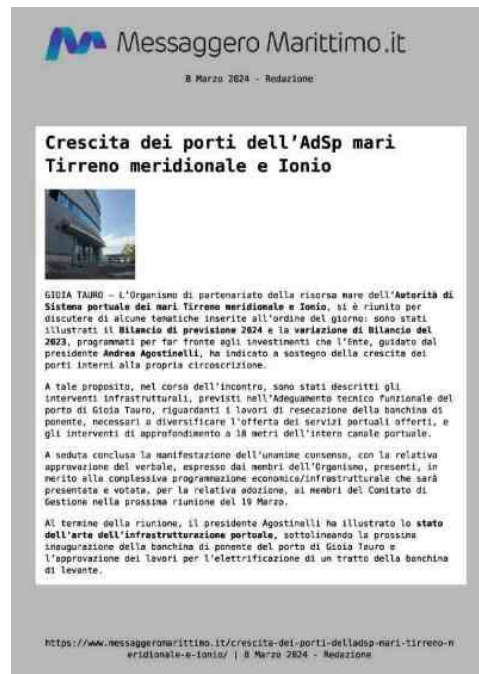 Messaggero Marittimo.it
8 Marzo 2024 - Redazione
Crescita dei porti dell'AdSp mari
Tirreno meridionale e Ionio
GIOIA TAURO – L'Organismo di partenariato della risorsa mare dell'Autorità di
Sistema portuale dei mari Tirreno meridionale e Ionio, si è riunito per
discutere di alcune tematiche inserite all'ordine del giorno: sono stati
illustrati il Bilancio di previsione 2024 e la variazione di Bilancio del
2023, programmati per far fronte agli investimenti che l'Ente, guidato dal
presidente Andrea Agostinelli, ha indicato a sostegno della crescita dei
porti interni alla propria circoscrizione.
A tale proposito, nel corso dell'incontro, sono stati descritti gli
interventi infrastrutturali, previsti nell'Adeguamento tecnico funzionale del
porto di Gioia Tauro, riguardanti i lavori di resecazione della banchina di
ponente, necessari a diversificare l'offerta dei servizi portuali offerti, e
gli interventi di approfondimento a 18 metri dell'intero canale portuale.
A seduta conclusa la manifestazione dell'unanime consenso, con la relativa
approvazione del verbale, espresso dai membri dell'Organismo, presenti, in
merito alla complessiva programmazione economica/infrastrutturale che sarà
presentata e votata, per la relativa adozione, ai membri del Comitato di
Gestione nella prossima riunione del 19 Marzo.
Al termine della riunione, il presidente Agostinelli ha illustrato lo stato
dell'arte dell'infrastrutturazione portuale, sottolineando la prossima
inaugurazione della banchina di ponente del porto di Gioia Tauro e
l'approvazione dei lavori per l'elettrificazione di un tratto della banchina
di levante.
https://www.messaggeromarittimo.it/crescita-dei-porti-delladsp-mari-tirreno-m
eridionale-e-ionio/ | 8 Marzo 2024 - Redazione